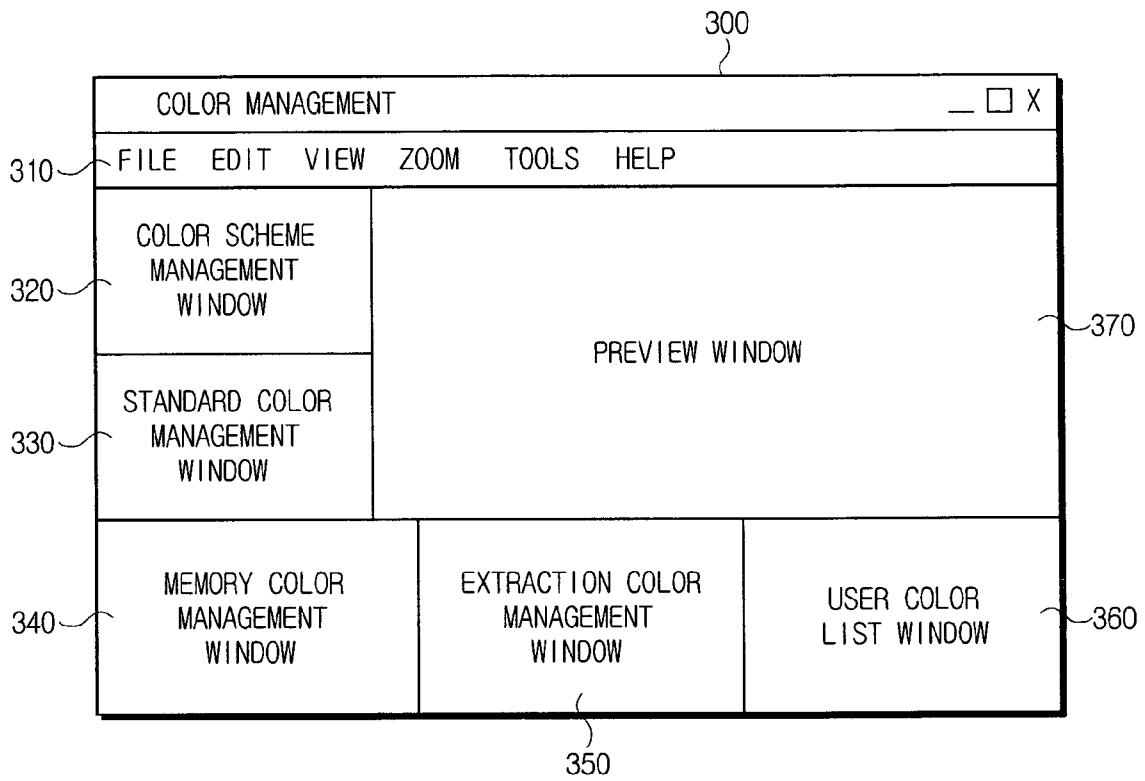 300
COLOR MANAGEMENT _ □ X
310 FILE EDIT VIEW ZOOM TOOLS HELP
COLOR SCHEME
MANAGEMENT
WINDOW
320
PREVIEW WINDOW
370
STANDARD COLOR
MANAGEMENT
WINDOW
330
MEMORY COLOR
MANAGEMENT
WINDOW
340
EXTRACTION COLOR
MANAGEMENT
WINDOW
350
USER COLOR
LIST WINDOW
360